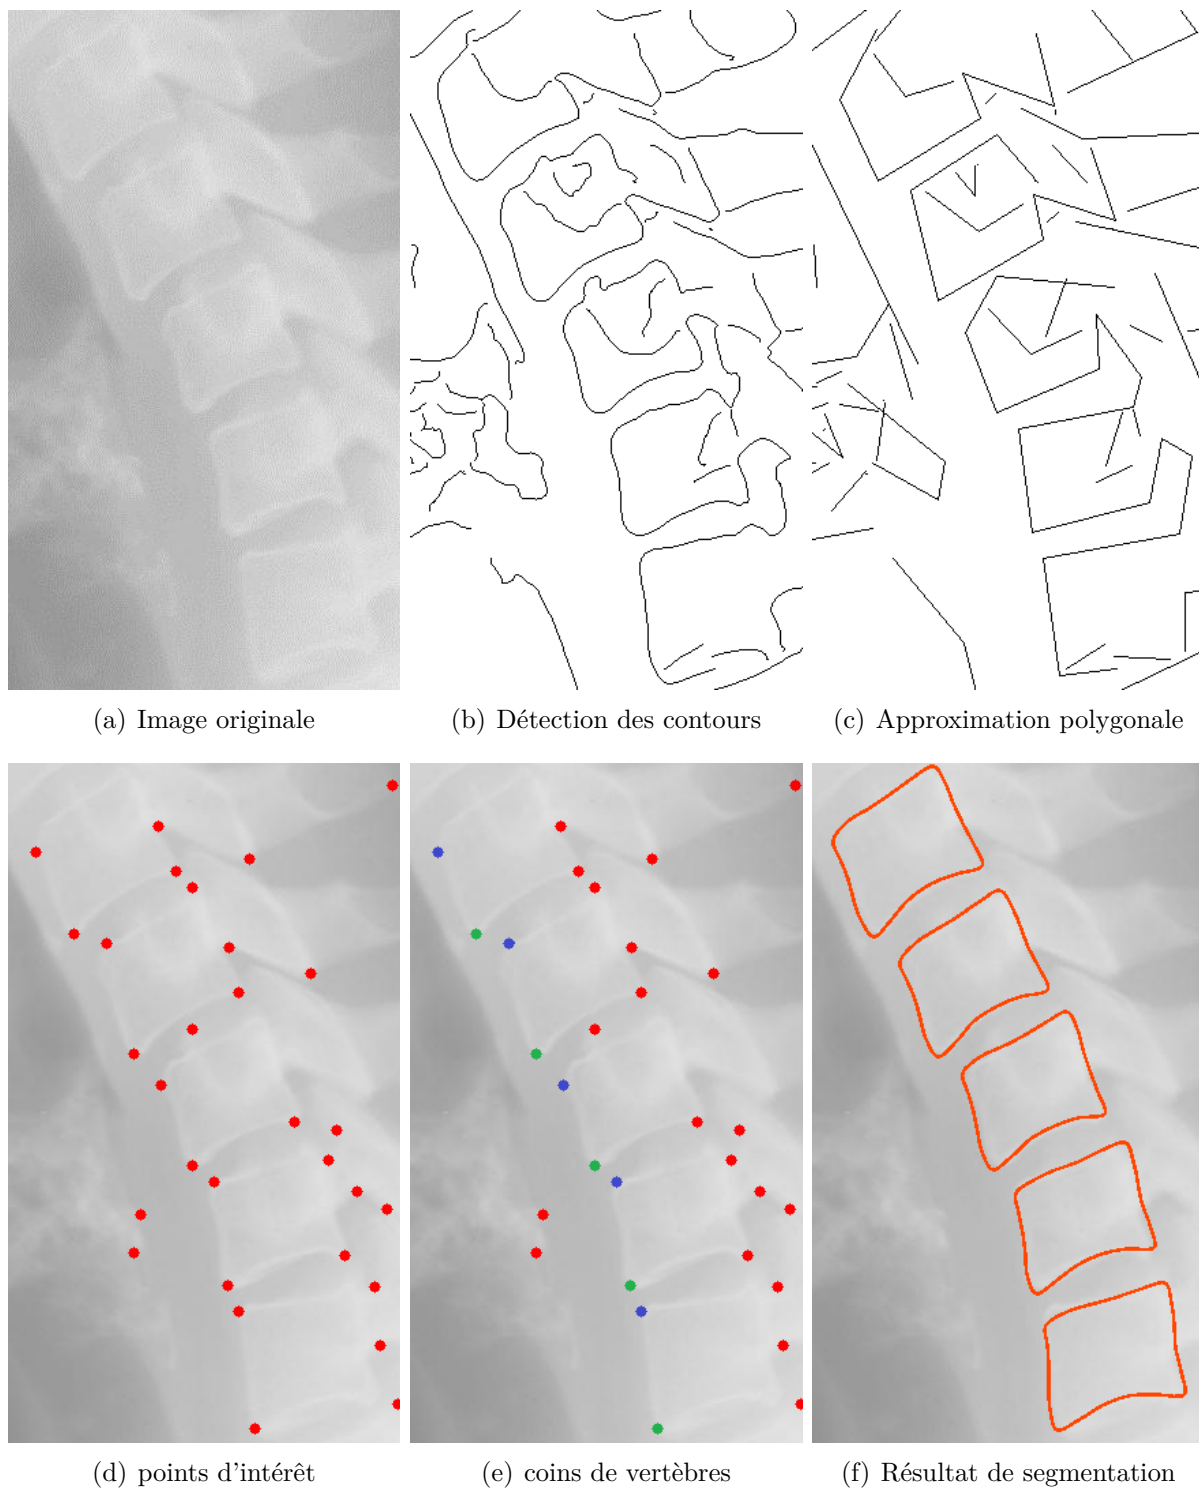 (a) Image originale
(b) Détection des contours
(c) Approximation polygonale
(d) points d'intérêt
(e) coins de vertèbres
(f) Résultat de segmentation